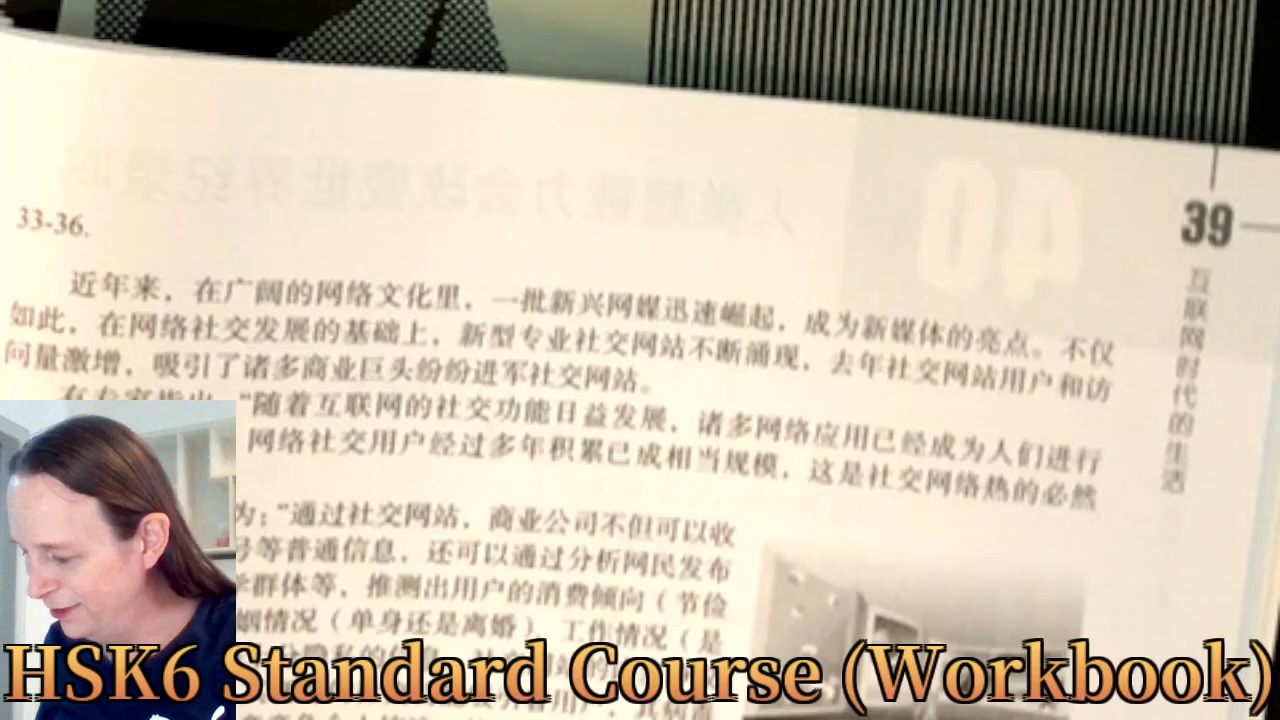 39
互联网时代的生活
33-36.
近年来，在广阔的网络文化里，一批新兴网媒迅速崛起，成为新媒体的亮点。不仅
如此，在网络社交发展的基础上，新型专业社交网站不断涌现，去年社交网站用户和访
问量激增，吸引了诸多商业巨头纷纷进军社交网站。
有专家指出，"随着互联网的社交功能日益发展，诸多网络应用已经成为人们进行
网络社交用户经过多年积累已成相当规模，这是社交网络热的必然
为："通过社交网站，商业公司不但可以收
号等普通信息，还可以通过分析网民发布
群体等，推测出用户的消费倾向（节俭
姻情况（单身还是离婚）工作情况（是
HSK6 Standard Course (Workbook)